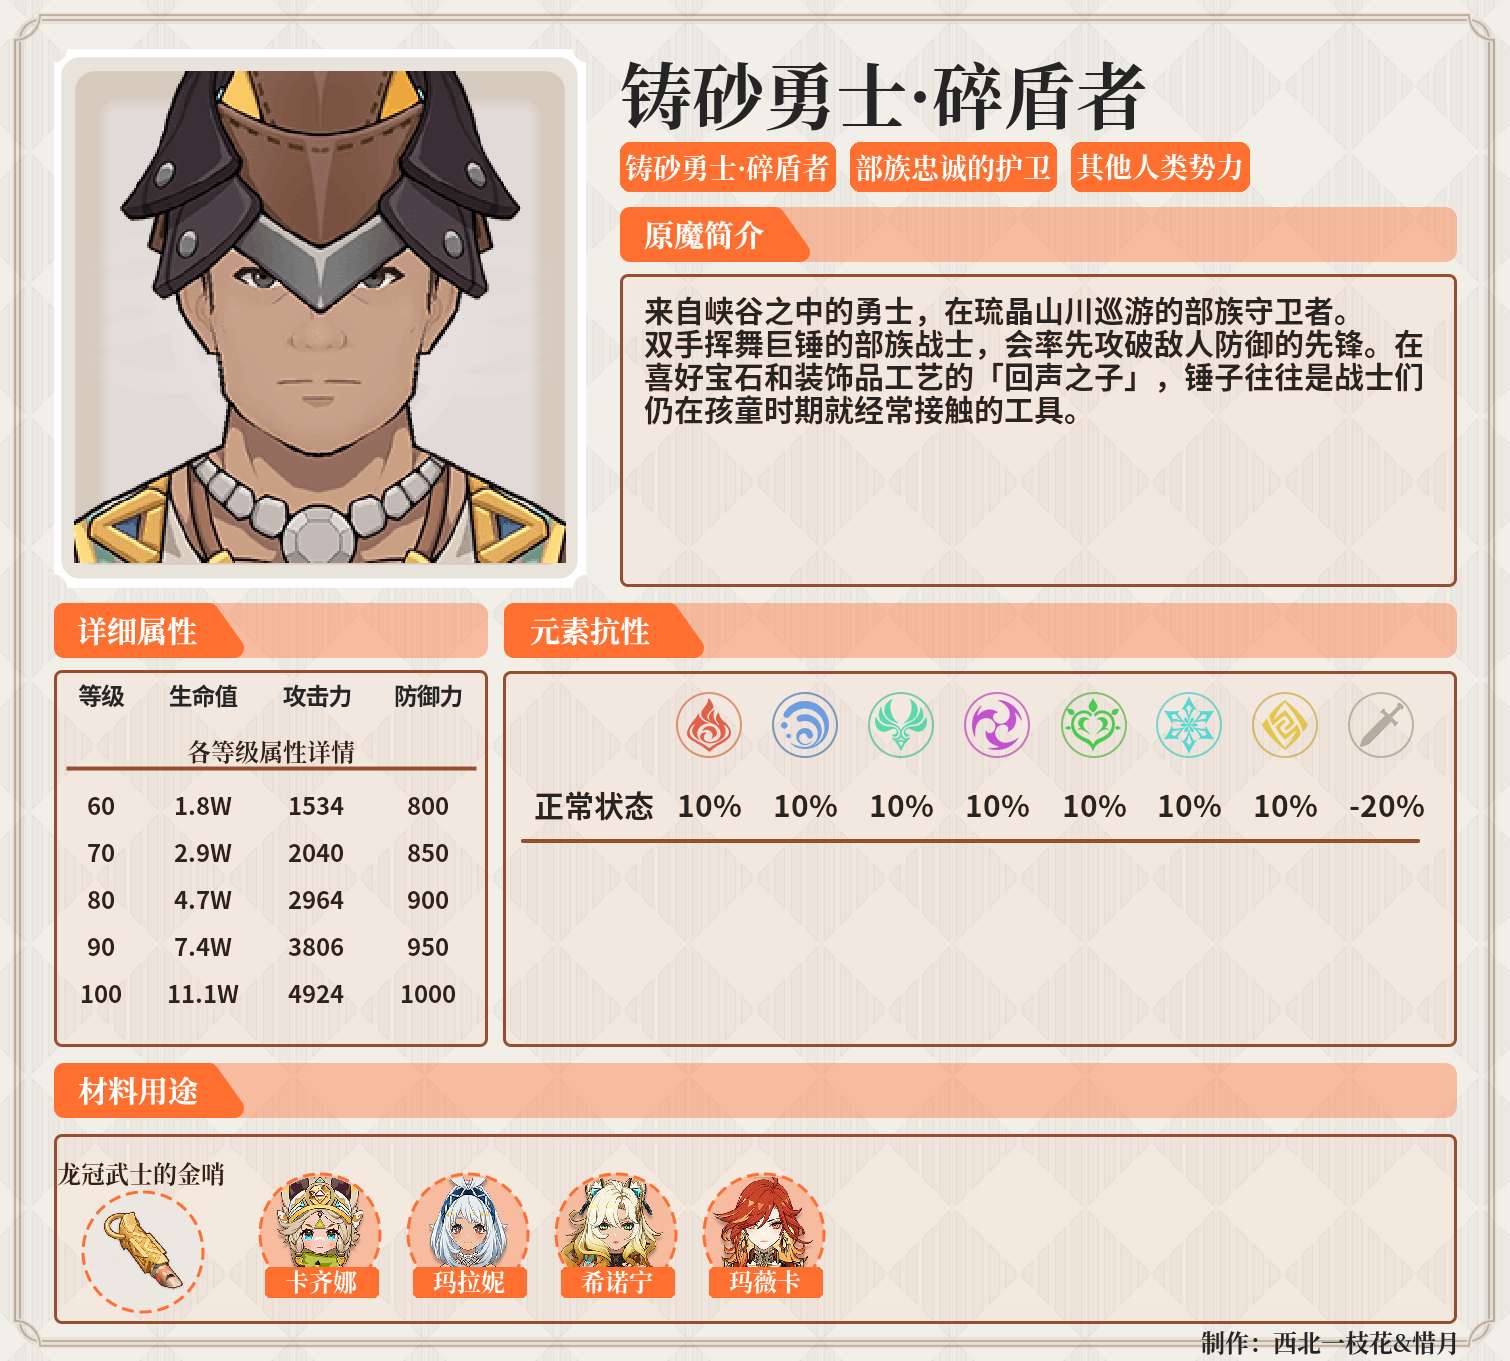 铸砂勇士·碎盾者
铸砂勇士·碎盾者 部族忠诚的护卫 其他人类势力
原魔简介
来自峡谷之中的勇士，在琉晶山川巡游的部族守卫者。
双手挥舞巨锤的部族战士，会率先攻破敌人防御的先锋。在
喜好宝石和装饰品工艺的「回声之子」，锤子往往是战士们
仍在孩童时期就经常接触的工具。
详细属性
等级 生命值 攻击力 防御力
各等级属性详情
60 1.8W 1534 800
70 2.9W 2040 850
80 4.7W 2964 900
90 7.4W 3806 950
100 11.1W 4924 1000
元素抗性
正常状态 10% 10% 10% 10% 10% 10% 10% -20%
材料用途
龙冠武士的金哨
卡齐娜 玛拉妮 希诺宁 玛薇卡
制作：西北一枝花&惜月